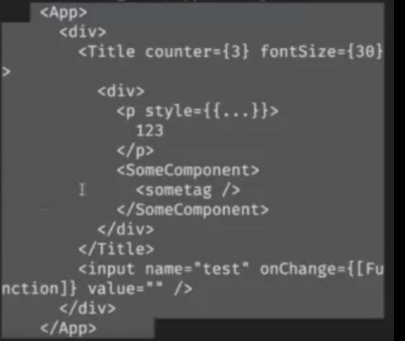 <App>
<div>
<Title counter={3} fontSize={30}
>
<div>
<p style={{...}}>
123
</p>
<SomeComponent>
<sometag />
</SomeComponent>
</div>
</Title>
<input name="test" onChange={[Fu
nction]} value="" />
</div>
</App>